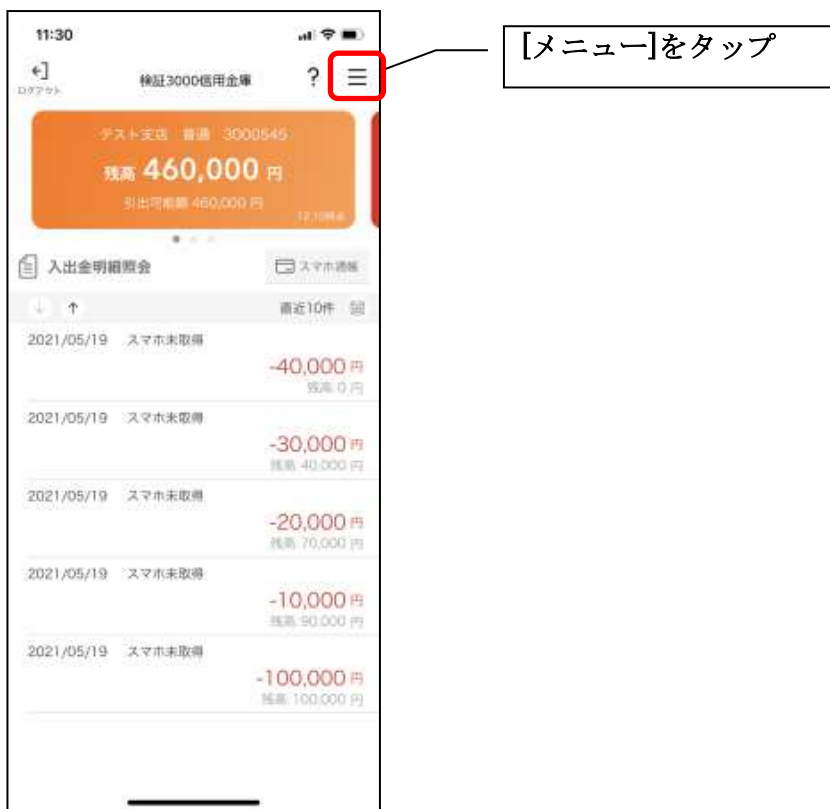 11:30
検証3000信用金庫 ?
ログアウト
[メニュー]をタップ
テスト支店 普通 3000545
残高 460,000 円
引出可能額 460,000 円
入出金明細照会
スマホ通帳
↓ ↑ 直近10件
2021/05/19 スマホ未取得
-40,000 円
残高 0 円
2021/05/19 スマホ未取得
-30,000 円
残高 40,000 円
2021/05/19 スマホ未取得
-20,000 円
残高 70,000 円
2021/05/19 スマホ未取得
-10,000 円
残高 90,000 円
2021/05/19 スマホ未取得
-100,000 円
残高 100,000 円